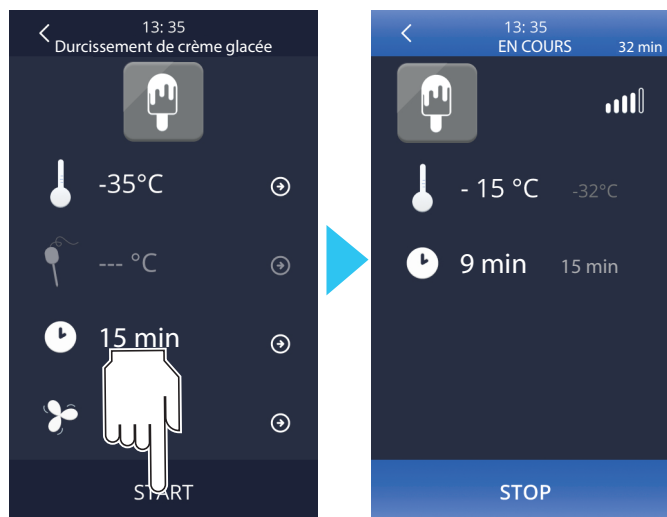 13: 35
Durcissement de crème glacée
-35°C
--- °C
15 min
START
13: 35
EN COURS
32 min
- 15 °C
-32°C
9 min
15 min
STOP